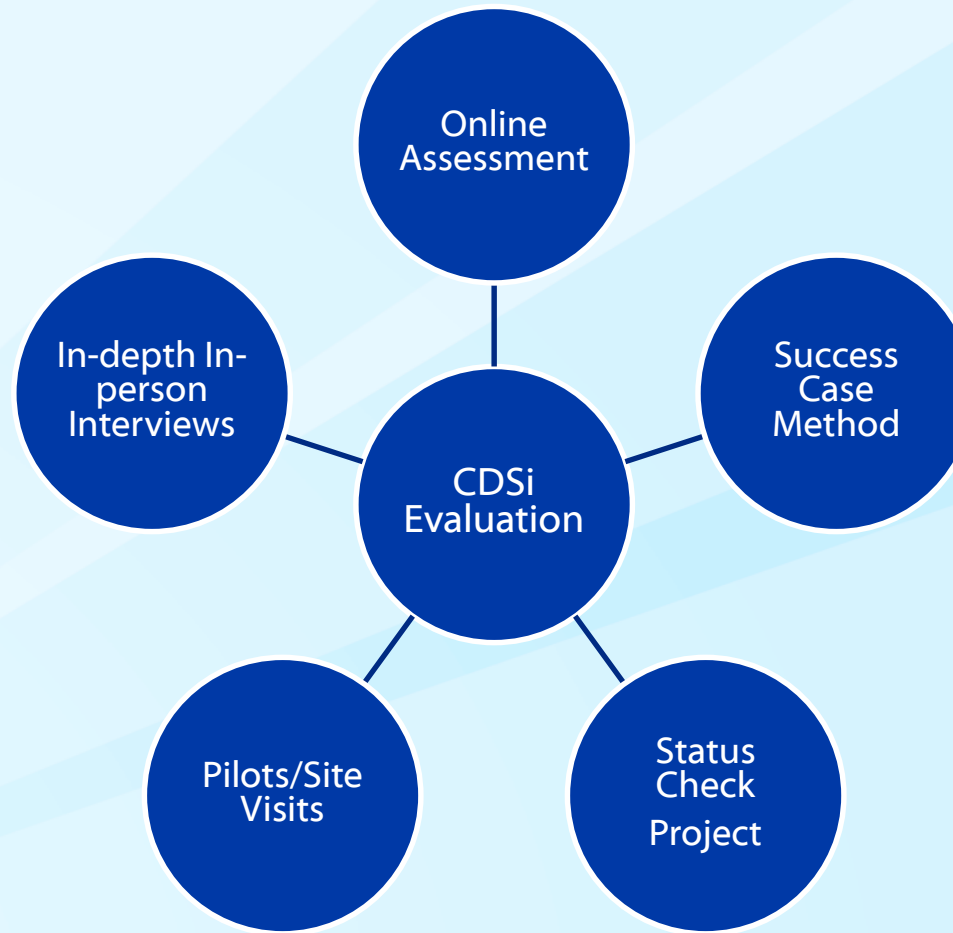 Online
Assessment
In-depth In-
person
Interviews
Success
Case
Method
CDSi
Evaluation
Pilots/Site
Visits
Status
Check
Project